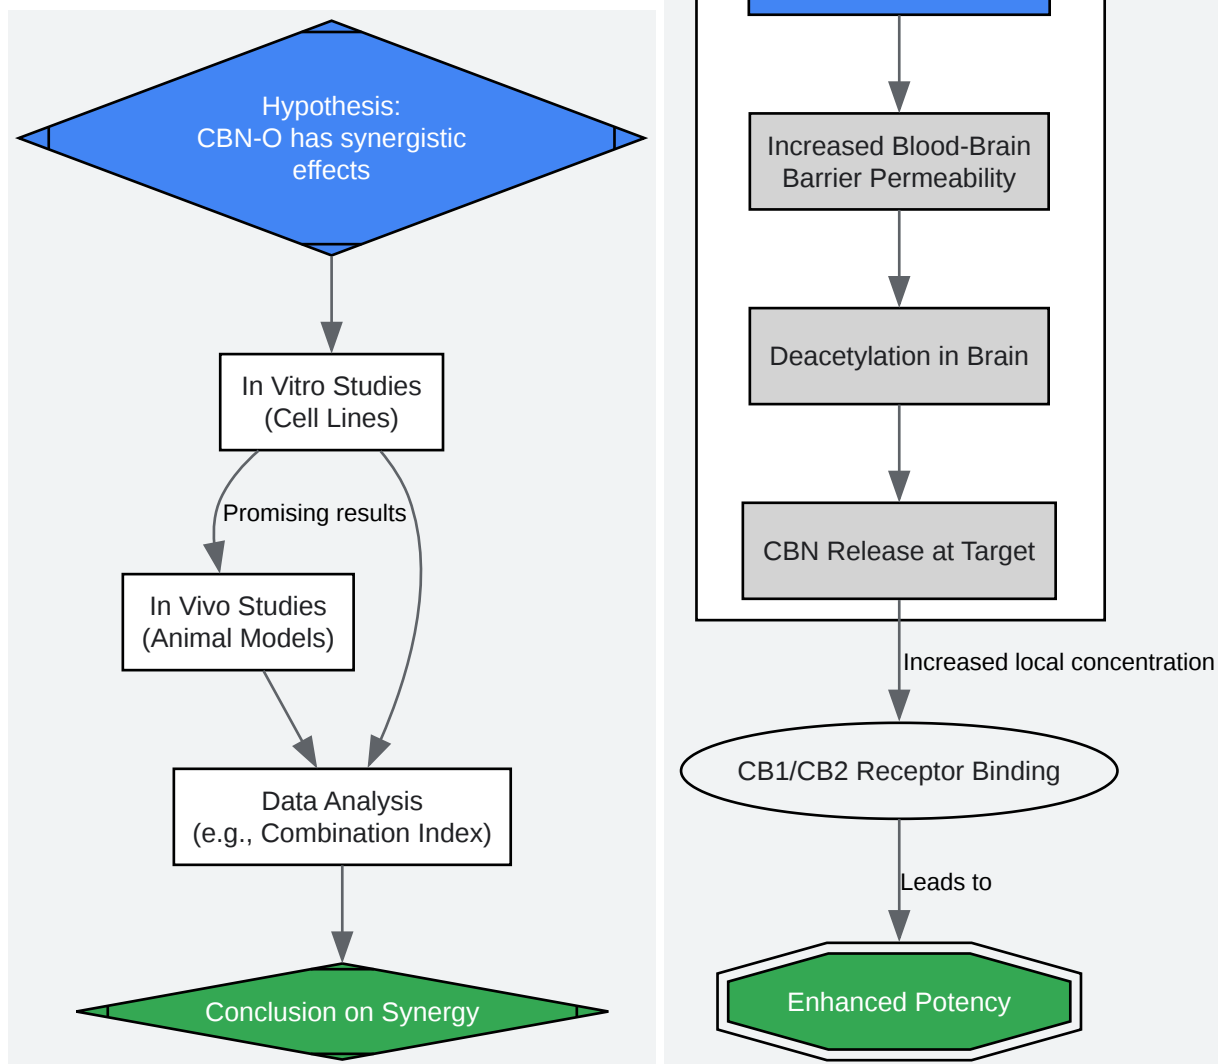 Hypothesis:
CBN-O has synergistic
effects
In Vitro Studies
(Cell Lines)
Promising results
In Vivo Studies
(Animal Models)
Data Analysis
(e.g., Combination Index)
Conclusion on Synergy
Increased Blood-Brain
Barrier Permeability
Deacetylation in Brain
CBN Release at Target
Increased local concentration
CB1/CB2 Receptor Binding
Leads to
Enhanced Potency